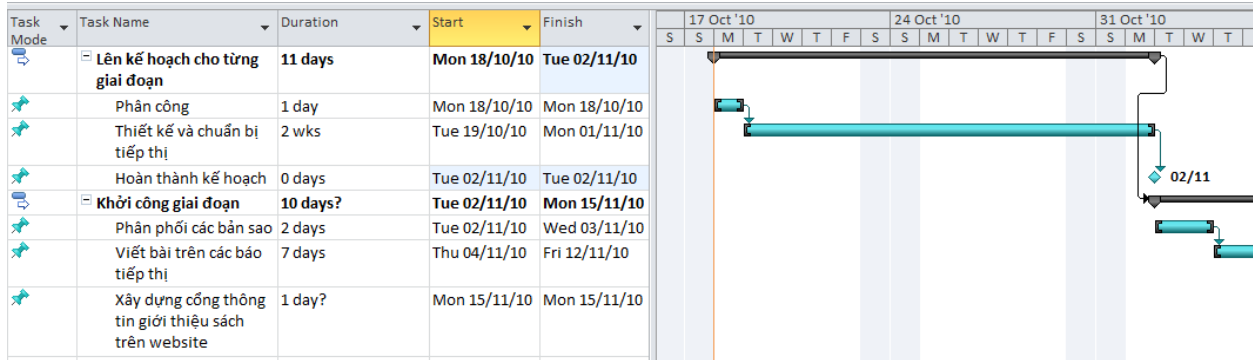 Task Mode Task Name Duration Start Finish
17 Oct '10 24 Oct '10 31 Oct '10
S S M T W T F S S M T W T F S S M T W T
Lên kế hoạch cho từng 11 days Mon 18/10/10 Tue 02/11/10
giai đoạn
Phân công 1 day Mon 18/10/10 Mon 18/10/10
Thiết kế và chuẩn bị 2 wks Tue 19/10/10 Mon 01/11/10
tiếp thị
Hoàn thành kế hoạch 0 days Tue 02/11/10 Tue 02/11/10
02/11
Khởi công giai đoạn 10 days? Tue 02/11/10 Mon 15/11/10
Phân phối các bản sao 2 days Tue 02/11/10 Wed 03/11/10
Viết bài trên các báo 7 days Thu 04/11/10 Fri 12/11/10
tiếp thị
Xây dựng cổng thông 1 day? Mon 15/11/10 Mon 15/11/10
tin giới thiệu sách
trên website